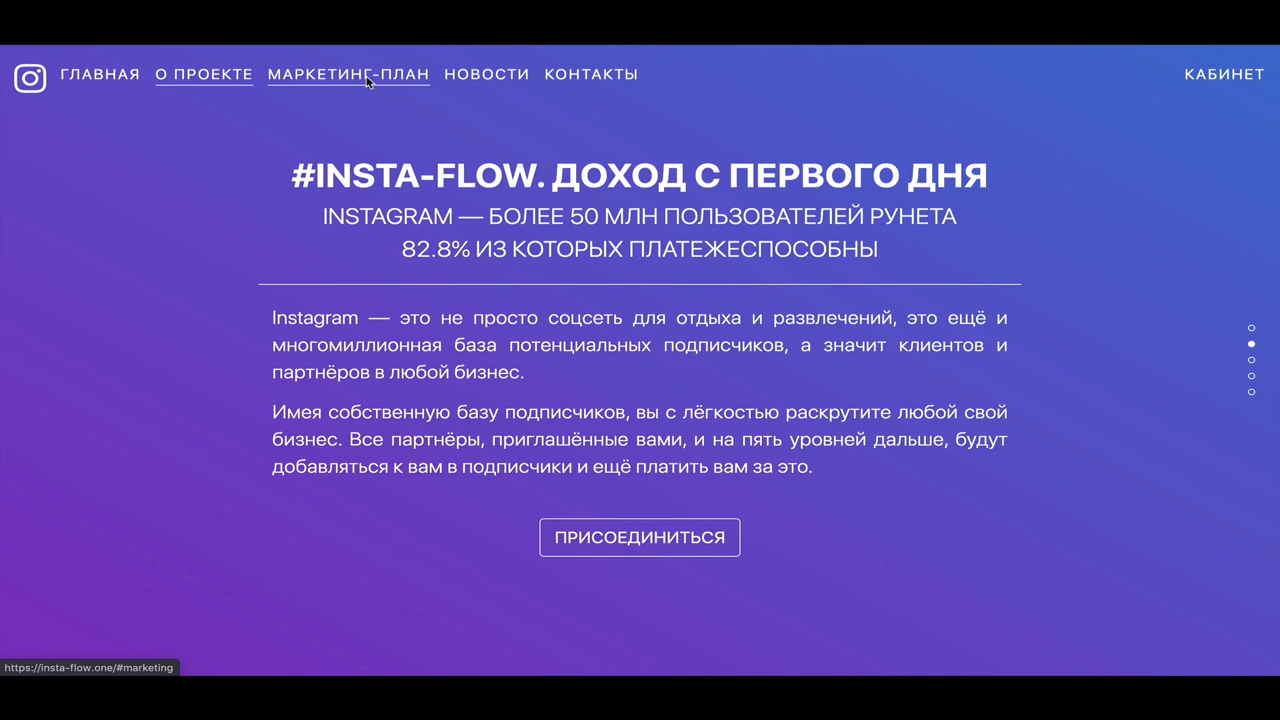 ГЛАВНАЯ О ПРОЕКТЕ МАРКЕТИНГ-ПЛАН НОВОСТИ КОНТАКТЫ КАБИНЕТ
#INSTA-FLOW. ДОХОД С ПЕРВОГО ДНЯ
INSTAGRAM — БОЛЕЕ 50 МЛН ПОЛЬЗОВАТЕЛЕЙ РУНЕТА
82.8% ИЗ КОТОРЫХ ПЛАТЕЖЕСПОСОБНЫ
Instagram — это не просто соцсеть для отдыха и развлечений, это ещё и
многомиллионная база потенциальных подписчиков, а значит клиентов и
партнёров в любой бизнес.
Имея собственную базу подписчиков, вы с лёгкостью раскрутите любой свой
бизнес. Все партнёры, приглашённые вами, и на пять уровней дальше, будут
добавляться к вам в подписчики и ещё платить вам за это.
ПРИСОЕДИНИТЬСЯ
https://insta-flow.one/#marketing